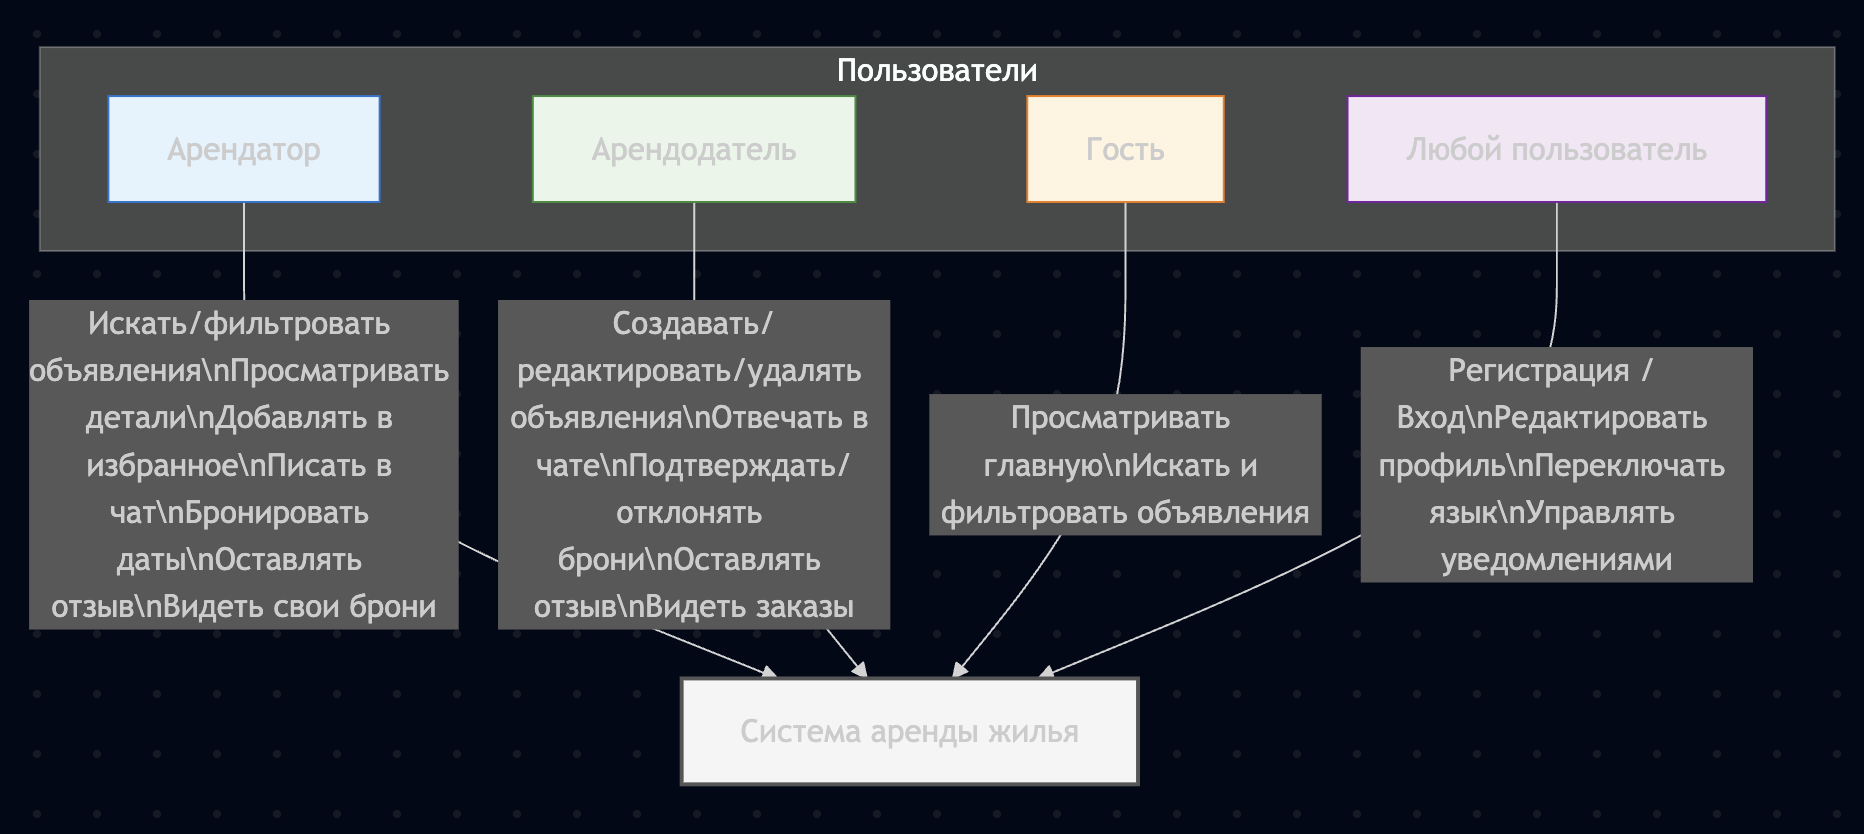 Пользователи
Арендатор
Арендодатель
Гость
Любой пользователь
Искать/фильтровать
объявления\nПросматривать
детали\nДобавлять в
избранное\nПисать в
чат\nБронировать
даты\nОставлять
отзыв\nВидеть свои брони
Создавать/
редактировать/удалять
объявления\nОтвечать в
чате\nПодтверждать/
отклонять
брони\nОставлять
отзыв\nВидеть заказы
Просматривать
главную\nИскать и
фильтровать объявления
Регистрация /
Вход\nРедактировать
профиль\nПереключать
язык\nУправлять
уведомлениями
Система аренды жилья